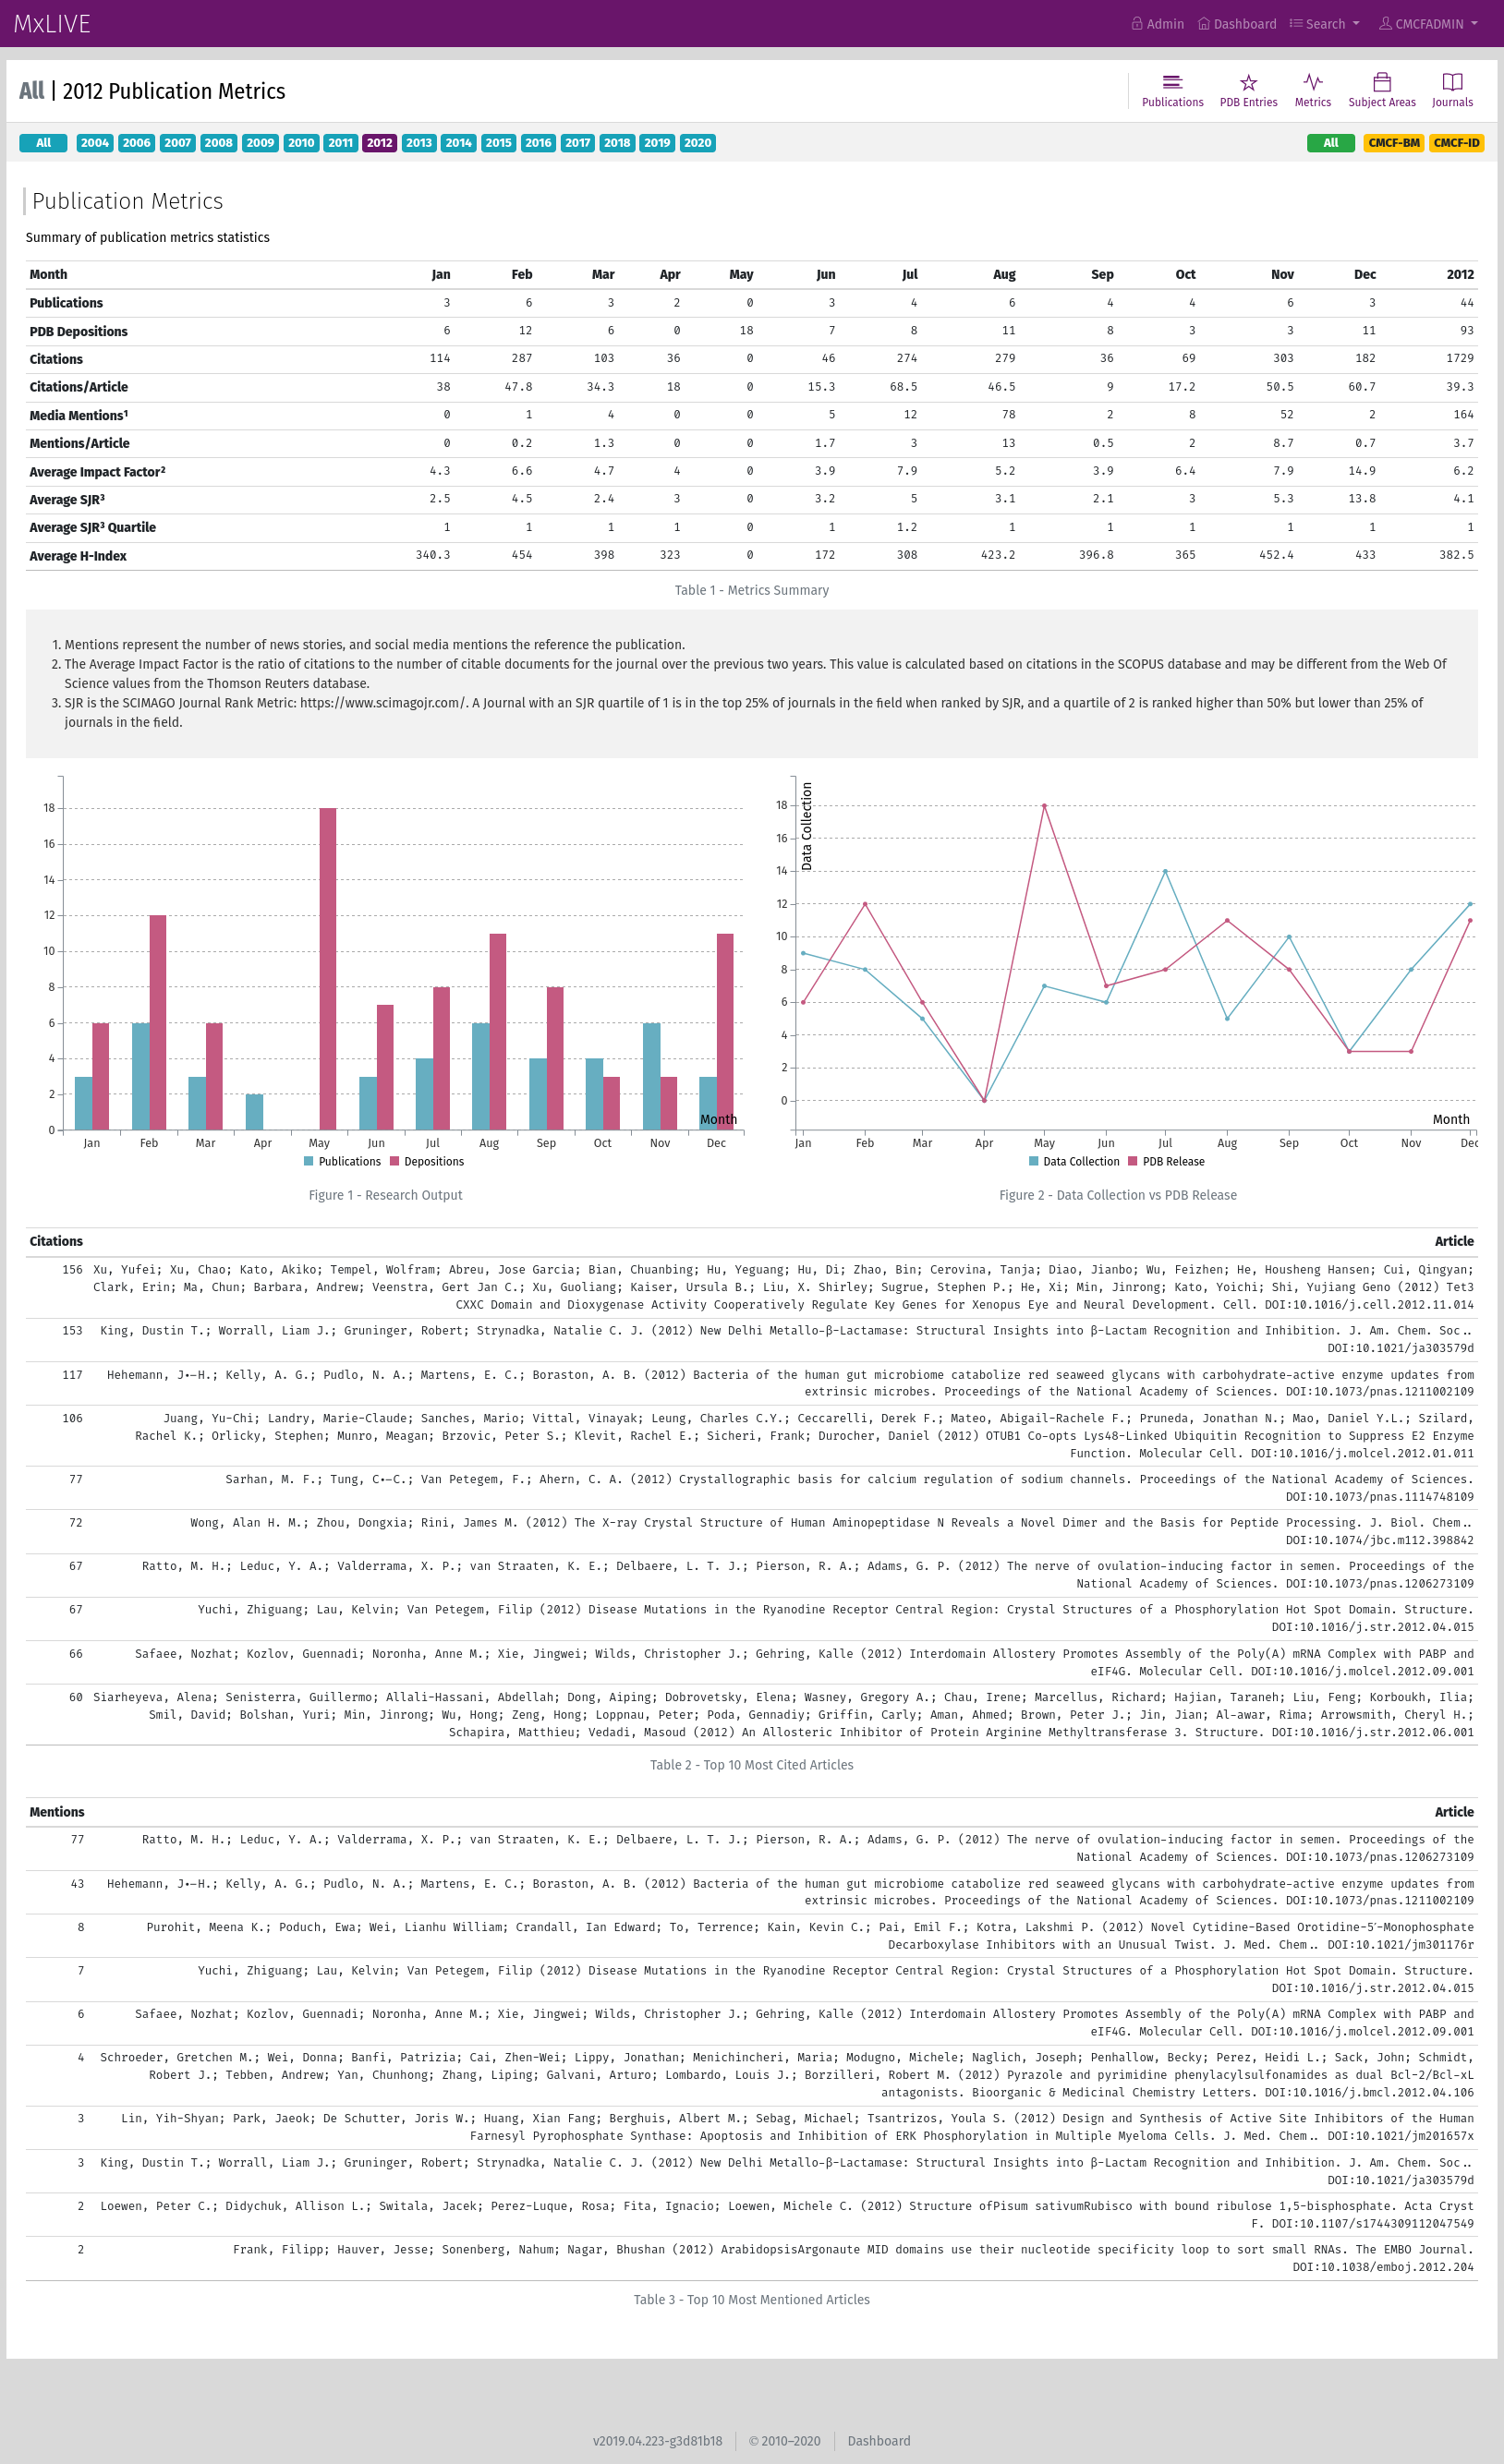 MxLIVE
Admin Dashboard Search CMCFADMIN
All | 2012 Publication Metrics
Publications PDB Entries Metrics Subject Areas Journals
All 2004 2006 2007 2008 2009 2010 2011 2012 2013 2014 2015 2016 2017 2018 2019 2020 All CMCF-BM CMCF-ID
Publication Metrics
Summary of publication metrics statistics
Month Jan Feb Mar Apr May Jun Jul Aug Sep Oct Nov Dec 2012
Publications 3 6 3 2 0 3 4 6 4 4 6 3 44
PDB Depositions 6 12 6 0 18 7 8 11 8 3 3 11 93
Citations 114 287 103 36 0 46 274 279 36 69 303 182 1729
Citations/Article 38 47.8 34.3 18 0 15.3 68.5 46.5 9 17.2 50.5 60.7 39.3
Media Mentions¹ 0 1 4 0 0 5 12 78 2 8 52 2 164
Mentions/Article 0 0.2 1.3 0 0 1.7 3 13 0.5 2 8.7 0.7 3.7
Average Impact Factor² 4.3 6.6 4.7 4 0 3.9 7.9 5.2 3.9 6.4 7.9 14.9 6.2
Average SJR³ 2.5 4.5 2.4 3 0 3.2 5 3.1 2.1 3 5.3 13.8 4.1
Average SJR³ Quartile 1 1 1 1 0 1 1.2 1 1 1 1 1 1
Average H-Index 340.3 454 398 323 0 172 308 423.2 396.8 365 452.4 433 382.5
Table 1 - Metrics Summary
1. Mentions represent the number of news stories, and social media mentions the reference the publication.
2. The Average Impact Factor is the ratio of citations to the number of citable documents for the journal over the previous two years. This value is calculated based on citations in the SCOPUS database and may be different from the Web Of
Science values from the Thomson Reuters database.
3. SJR is the SCIMAGO Journal Rank Metric: https://www.scimagojr.com/. A Journal with an SJR quartile of 1 is in the top 25% of journals in the field when ranked by SJR, and a quartile of 2 is ranked higher than 50% but lower than 25% of
journals in the field.
18
16
14
12
10
8
6
4
2
0
Month
Jan Feb Mar Apr May Jun Jul Aug Sep Oct Nov Dec
Publications Depositions
Figure 1 - Research Output
Data Collection
18
16
14
12
10
8
6
4
2
0
Month
Jan Feb Mar Apr May Jun Jul Aug Sep Oct Nov Dec
Data Collection PDB Release
Figure 2 - Data Collection vs PDB Release
Citations Article
156 Xu, Yufei; Xu, Chao; Kato, Akiko; Tempel, Wolfram; Abreu, Jose Garcia; Bian, Chuanbing; Hu, Yeguang; Hu, Di; Zhao, Bin; Cerovina, Tanja; Diao, Jianbo; Wu, Feizhen; He, Housheng Hansen; Cui, Qingyan;
Clark, Erin; Ma, Chun; Barbara, Andrew; Veenstra, Gert Jan C.; Xu, Guoliang; Kaiser, Ursula B.; Liu, X. Shirley; Sugrue, Stephen P.; He, Xi; Min, Jinrong; Kato, Yoichi; Shi, Yujiang Geno (2012) Tet3
CXXC Domain and Dioxygenase Activity Cooperatively Regulate Key Genes for Xenopus Eye and Neural Development. Cell. DOI:10.1016/j.cell.2012.11.014
153 King, Dustin T.; Worrall, Liam J.; Gruninger, Robert; Strynadka, Natalie C. J. (2012) New Delhi Metallo-β-Lactamase: Structural Insights into β-Lactam Recognition and Inhibition. J. Am. Chem. Soc..
DOI:10.1021/ja303579d
117 Hehemann, J•-H.; Kelly, A. G.; Pudlo, N. A.; Martens, E. C.; Boraston, A. B. (2012) Bacteria of the human gut microbiome catabolize red seaweed glycans with carbohydrate-active enzyme updates from
extrinsic microbes. Proceedings of the National Academy of Sciences. DOI:10.1073/pnas.1211002109
106 Juang, Yu-Chi; Landry, Marie-Claude; Sanches, Mario; Vittal, Vinayak; Leung, Charles C.Y.; Ceccarelli, Derek F.; Mateo, Abigail-Rachele F.; Pruneda, Jonathan N.; Mao, Daniel Y.L.; Szilard,
Rachel K.; Orlicky, Stephen; Munro, Meagan; Brzovic, Peter S.; Klevit, Rachel E.; Sicheri, Frank; Durocher, Daniel (2012) OTUB1 Co-opts Lys48-Linked Ubiquitin Recognition to Suppress E2 Enzyme
Function. Molecular Cell. DOI:10.1016/j.molcel.2012.01.011
77 Sarhan, M. F.; Tung, C•-C.; Van Petegem, F.; Ahern, C. A. (2012) Crystallographic basis for calcium regulation of sodium channels. Proceedings of the National Academy of Sciences.
DOI:10.1073/pnas.1114748109
72 Wong, Alan H. M.; Zhou, Dongxia; Rini, James M. (2012) The X-ray Crystal Structure of Human Aminopeptidase N Reveals a Novel Dimer and the Basis for Peptide Processing. J. Biol. Chem..
DOI:10.1074/jbc.m112.398842
67 Ratto, M. H.; Leduc, Y. A.; Valderrama, X. P.; van Straaten, K. E.; Delbaere, L. T. J.; Pierson, R. A.; Adams, G. P. (2012) The nerve of ovulation-inducing factor in semen. Proceedings of the
National Academy of Sciences. DOI:10.1073/pnas.1206273109
67 Yuchi, Zhiguang; Lau, Kelvin; Van Petegem, Filip (2012) Disease Mutations in the Ryanodine Receptor Central Region: Crystal Structures of a Phosphorylation Hot Spot Domain. Structure.
DOI:10.1016/j.str.2012.04.015
66 Safaee, Nozhat; Kozlov, Guennadi; Noronha, Anne M.; Xie, Jingwei; Wilds, Christopher J.; Gehring, Kalle (2012) Interdomain Allostery Promotes Assembly of the Poly(A) mRNA Complex with PABP and
eIF4G. Molecular Cell. DOI:10.1016/j.molcel.2012.09.001
60 Siarheyeva, Alena; Senisterra, Guillermo; Allali-Hassani, Abdellah; Dong, Aiping; Dobrovetsky, Elena; Wasney, Gregory A.; Chau, Irene; Marcellus, Richard; Hajian, Taraneh; Liu, Feng; Korboukh, Ilia;
Smil, David; Bolshan, Yuri; Min, Jinrong; Wu, Hong; Zeng, Hong; Loppnau, Peter; Poda, Gennadiy; Griffin, Carly; Aman, Ahmed; Brown, Peter J.; Jin, Jian; Al-awar, Rima; Arrowsmith, Cheryl H.;
Schapira, Matthieu; Vedadi, Masoud (2012) An Allosteric Inhibitor of Protein Arginine Methyltransferase 3. Structure. DOI:10.1016/j.str.2012.06.001
Table 2 - Top 10 Most Cited Articles
Mentions Article
77 Ratto, M. H.; Leduc, Y. A.; Valderrama, X. P.; van Straaten, K. E.; Delbaere, L. T. J.; Pierson, R. A.; Adams, G. P. (2012) The nerve of ovulation-inducing factor in semen. Proceedings of the
National Academy of Sciences. DOI:10.1073/pnas.1206273109
43 Hehemann, J•-H.; Kelly, A. G.; Pudlo, N. A.; Martens, E. C.; Boraston, A. B. (2012) Bacteria of the human gut microbiome catabolize red seaweed glycans with carbohydrate-active enzyme updates from
extrinsic microbes. Proceedings of the National Academy of Sciences. DOI:10.1073/pnas.1211002109
8 Purohit, Meena K.; Poduch, Ewa; Wei, Lianhu William; Crandall, Ian Edward; To, Terrence; Kain, Kevin C.; Pai, Emil F.; Kotra, Lakshmi P. (2012) Novel Cytidine-Based Orotidine-5′-Monophosphate
Decarboxylase Inhibitors with an Unusual Twist. J. Med. Chem.. DOI:10.1021/jm301176r
7 Yuchi, Zhiguang; Lau, Kelvin; Van Petegem, Filip (2012) Disease Mutations in the Ryanodine Receptor Central Region: Crystal Structures of a Phosphorylation Hot Spot Domain. Structure.
DOI:10.1016/j.str.2012.04.015
6 Safaee, Nozhat; Kozlov, Guennadi; Noronha, Anne M.; Xie, Jingwei; Wilds, Christopher J.; Gehring, Kalle (2012) Interdomain Allostery Promotes Assembly of the Poly(A) mRNA Complex with PABP and
eIF4G. Molecular Cell. DOI:10.1016/j.molcel.2012.09.001
4 Schroeder, Gretchen M.; Wei, Donna; Banfi, Patrizia; Cai, Zhen-Wei; Lippy, Jonathan; Menichincheri, Maria; Modugno, Michele; Naglich, Joseph; Penhallow, Becky; Perez, Heidi L.; Sack, John; Schmidt,
Robert J.; Tebben, Andrew; Yan, Chunhong; Zhang, Liping; Galvani, Arturo; Lombardo, Louis J.; Borzilleri, Robert M. (2012) Pyrazole and pyrimidine phenylacylsulfonamides as dual Bcl-2/Bcl-xL
antagonists. Bioorganic & Medicinal Chemistry Letters. DOI:10.1016/j.bmcl.2012.04.106
3 Lin, Yih-Shyan; Park, Jaeok; De Schutter, Joris W.; Huang, Xian Fang; Berghuis, Albert M.; Sebag, Michael; Tsantrizos, Youla S. (2012) Design and Synthesis of Active Site Inhibitors of the Human
Farnesyl Pyrophosphate Synthase: Apoptosis and Inhibition of ERK Phosphorylation in Multiple Myeloma Cells. J. Med. Chem.. DOI:10.1021/jm201657x
3 King, Dustin T.; Worrall, Liam J.; Gruninger, Robert; Strynadka, Natalie C. J. (2012) New Delhi Metallo-β-Lactamase: Structural Insights into β-Lactam Recognition and Inhibition. J. Am. Chem. Soc..
DOI:10.1021/ja303579d
2 Loewen, Peter C.; Didychuk, Allison L.; Switala, Jacek; Perez-Luque, Rosa; Fita, Ignacio; Loewen, Michele C. (2012) Structure ofPisum sativumRubisco with bound ribulose 1,5-bisphosphate. Acta Cryst
F. DOI:10.1107/s1744309112047549
2 Frank, Filipp; Hauver, Jesse; Sonenberg, Nahum; Nagar, Bhushan (2012) ArabidopsisArgonaute MID domains use their nucleotide specificity loop to sort small RNAs. The EMBO Journal.
DOI:10.1038/emboj.2012.204
Table 3 - Top 10 Most Mentioned Articles
v2019.04.223-g3d81b18 © 2010–2020 Dashboard